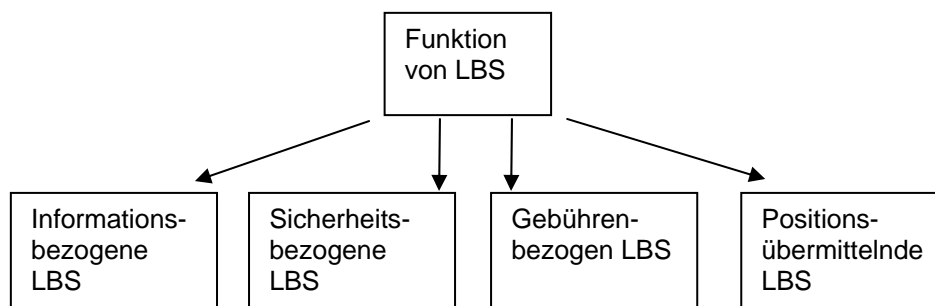 Funktion
von LBS
Informations-
bezogene
LBS
Sicherheits-
bezogene
LBS
Gebühren-
bezogen LBS
Positions-
übermittelnde
LBS